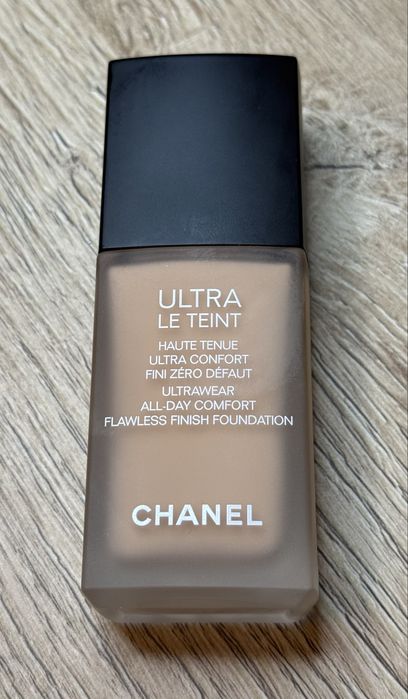 ULTRA
LE TEINT
HAUTE TENUE
ULTRA CONFORT
FINI ZÉRO DÉFAUT
ULTRAWEAR
ALL-DAY COMFORT
FLAWLESS FINISH FOUNDATION
CHANEL